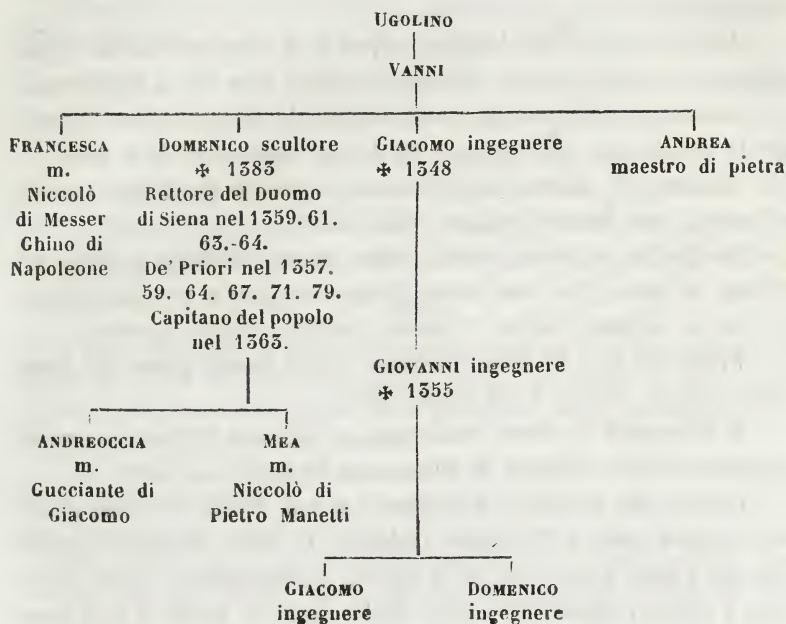 UGOLINO
VANNI
FRANCESCA
m.
Niccolò
di Messer
Ghino di
Napoleone
DOMENICO scultore
✠ 1383
Rettore del Duomo
di Siena nel 1359. 61.
63.-64.
De' Priori nel 1357.
59. 64. 67. 71. 79.
Capitano del popolo
nel 1363.
GIACOMO ingegnere
✠ 1348
ANDREA
maestro di pietra
GIOVANNI ingegnere
✠ 1355
ANDREOCCIA
m.
Gucciante di
Giacomo
MEA
m.
Niccolò di
Pietro Manetti
GIACOMO
ingegnere
DOMENICO
ingegnere